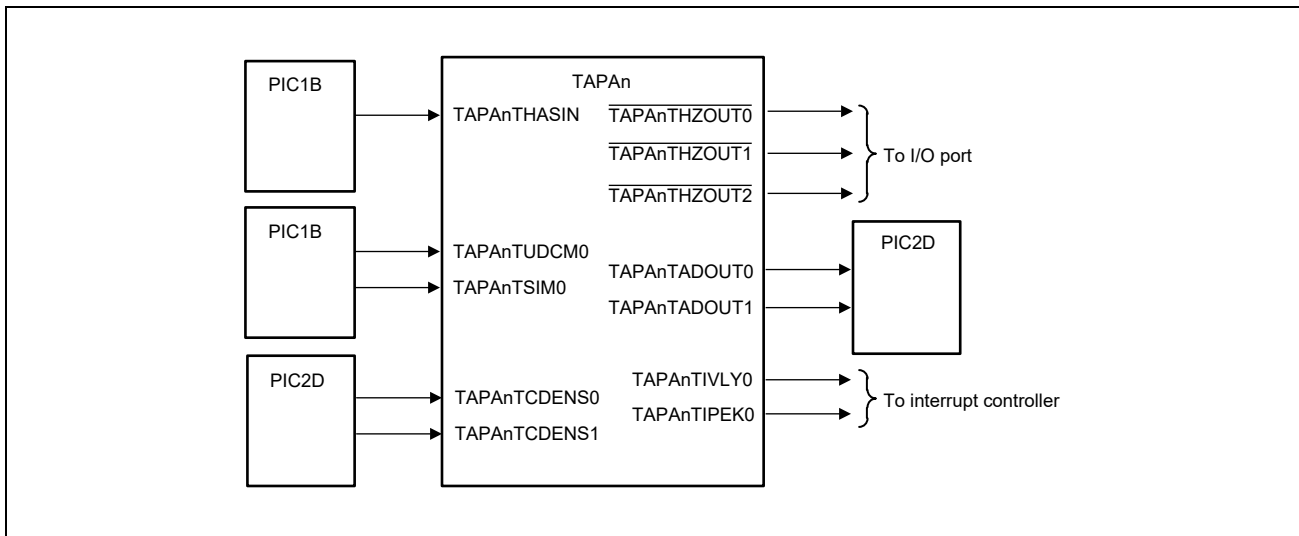 PIC1B
TAPAn
TAPAnTHASIN
TAPAnTHZOUT0
TAPAnTHZOUT1
To I/O port
TAPAnTHZOUT2
PIC1B
PIC2D
TAPAnTUDCM0
TAPAnTADOUT0
TAPAnTSIM0
TAPAnTADOUT1
PIC2D
TAPAnTIVLY0
TAPAnTCDENS0
To interrupt controller
TAPAnTIPEK0
TAPAnTCDENS1